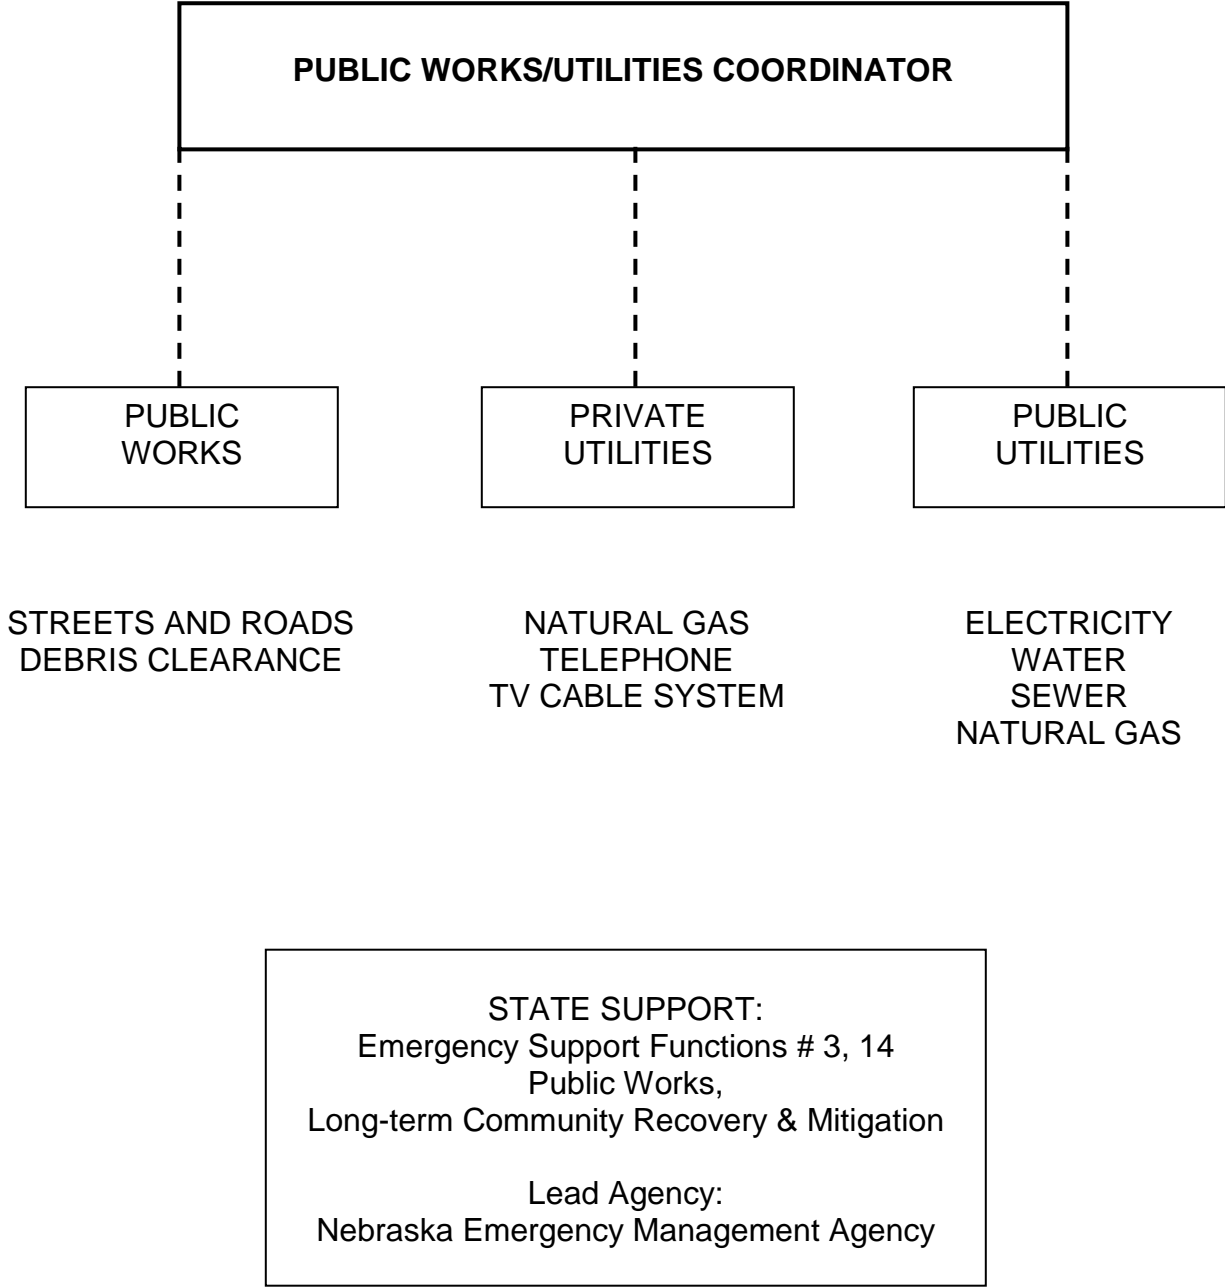 PUBLIC WORKS/UTILITIES COORDINATOR
PUBLIC
WORKS
PRIVATE
UTILITIES
PUBLIC
UTILITIES
STREETS AND ROADS
DEBRIS CLEARANCE
NATURAL GAS
TELEPHONE
TV CABLE SYSTEM
ELECTRICITY
WATER
SEWER
NATURAL GAS
STATE SUPPORT:
Emergency Support Functions # 3, 14
Public Works,
Long-term Community Recovery & Mitigation
Lead Agency:
Nebraska Emergency Management Agency